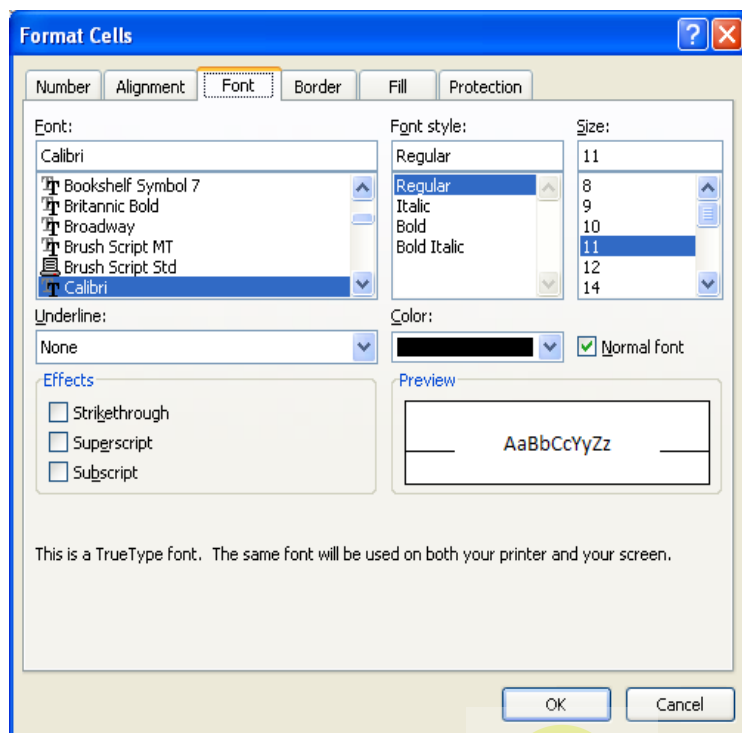 Format Cells
Number Alignment Font Border Fill Protection
Font: Font style: Size:
Calibri Regular 11
Bookshelf Symbol 7 Regular 8
Britannic Bold Italic 9
Broadway Bold 10
Brush Script MT Bold Italic 11
Brush Script Std 12
Calibri 14
Underline: Color:
None Normal font
Effects Preview
Strikethrough
Superscript AaBbCcYyZz
Subscript
This is a TrueType font. The same font will be used on both your printer and your screen.
OK Cancel